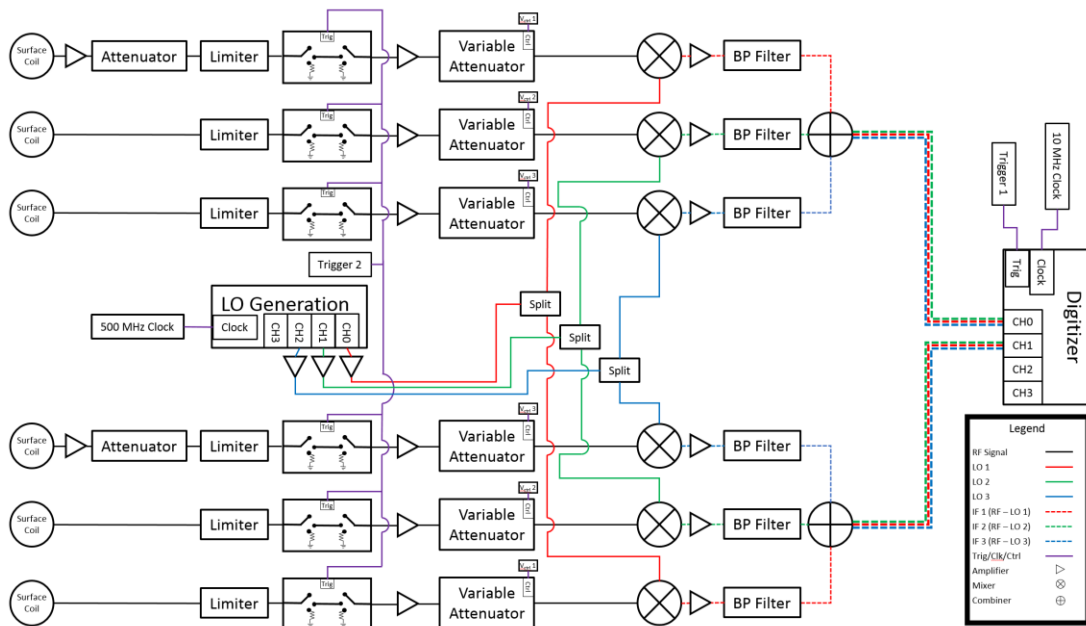 Surface
Coil
Attenuator
Limiter
Trig
Variable
Attenuator
Vctrl 1
Ctrl
BP Filter
Surface
Coil
Limiter
Trig
Variable
Attenuator
Vctrl 2
Ctrl
BP Filter
Surface
Coil
Limiter
Trig
Variable
Attenuator
Vctrl 3
Ctrl
BP Filter
Trigger 2
LO Generation
500 MHz Clock
Clock
CH3
CH2
CH1
CH0
Split
Split
Split
Trigger 1
10 MHz Clock
Trig
Clock
Digitizer
CH0
CH1
CH2
CH3
Surface
Coil
Attenuator
Limiter
Trig
Variable
Attenuator
Vctrl 3
Ctrl
BP Filter
Surface
Coil
Limiter
Trig
Variable
Attenuator
Vctrl 2
Ctrl
BP Filter
Surface
Coil
Limiter
Trig
Variable
Attenuator
Vctrl 1
Ctrl
BP Filter
Legend
RF Signal
LO 1
LO 2
LO 3
IF 1 (RF – LO 1)
IF 2 (RF – LO 2)
IF 3 (RF – LO 3)
Trig/Clk/Ctrl
Amplifier
Mixer
Combiner